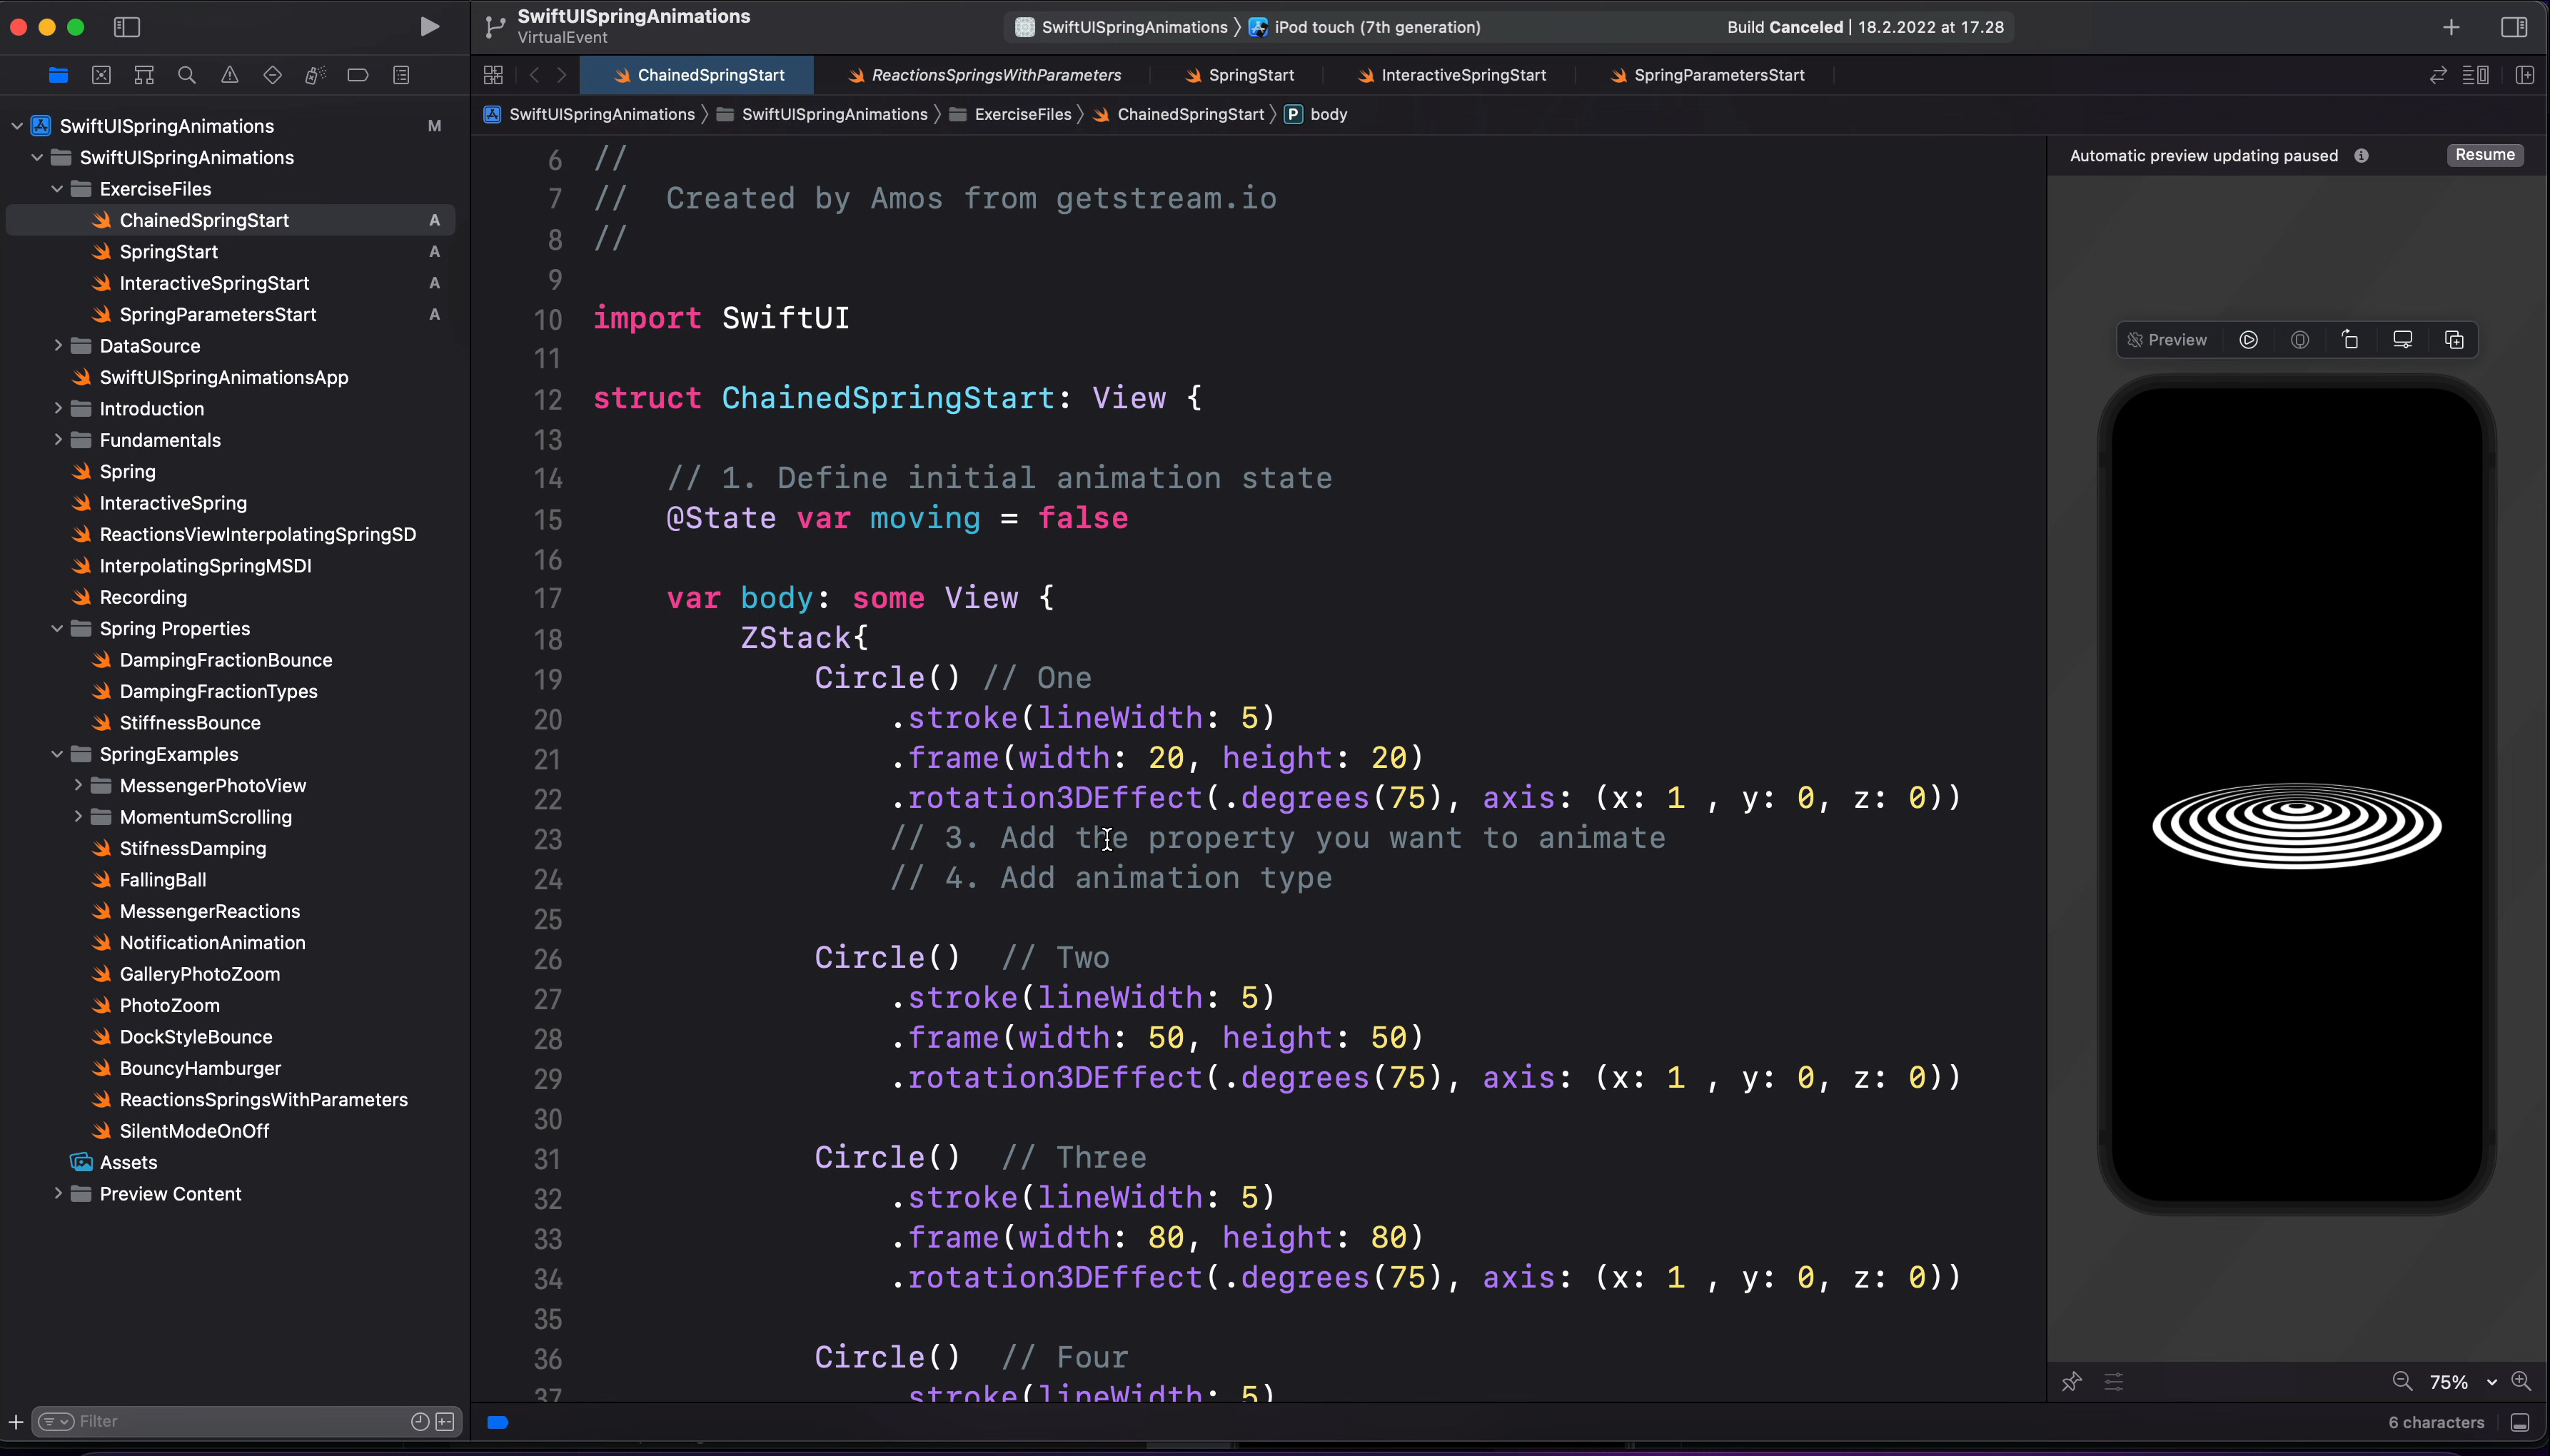 SwiftUISpringAnimations
VirtualEvent
SwiftUISpringAnimations
iPod touch (7th generation)
Build Canceled | 18.2.2022 at 17.28
ChainedSpringStart
ReactionsSpringsWithParameters
SpringStart
InteractiveSpringStart
SpringParametersStart
SwiftUISpringAnimations
SwiftUISpringAnimations
ExerciseFiles
ChainedSpringStart
P body
SwiftUISpringAnimations M
SwiftUISpringAnimations
ExerciseFiles
ChainedSpringStart A
SpringStart A
InteractiveSpringStart A
SpringParametersStart A
DataSource
SwiftUISpringAnimationsApp
Introduction
Fundamentals
Spring
InteractiveSpring
ReactionsViewInterpolatingSpringSD
InterpolatingSpringMSDI
Recording
Spring Properties
DampingFractionBounce
DampingFractionTypes
StiffnessBounce
SpringExamples
MessengerPhotoView
MomentumScrolling
StifnessDamping
FallingBall
MessengerReactions
NotificationAnimation
GalleryPhotoZoom
PhotoZoom
DockStyleBounce
BouncyHamburger
ReactionsSpringsWithParameters
SilentModeOnOff
Assets
Preview Content
Filter
6 //
7 //  Created by Amos from getstream.io
8 //
9
10 import SwiftUI
11
12 struct ChainedSpringStart: View {
13
14 // 1. Define initial animation state
15 @State var moving = false
16
17 var body: some View {
18 ZStack{
19 Circle() // One
20 .stroke(lineWidth: 5)
21 .frame(width: 20, height: 20)
22 .rotation3DEffect(.degrees(75), axis: (x: 1 , y: 0, z: 0))
23 // 3. Add the property you want to animate
24 // 4. Add animation type
25
26 Circle()  // Two
27 .stroke(lineWidth: 5)
28 .frame(width: 50, height: 50)
29 .rotation3DEffect(.degrees(75), axis: (x: 1 , y: 0, z: 0))
30
31 Circle()  // Three
32 .stroke(lineWidth: 5)
33 .frame(width: 80, height: 80)
34 .rotation3DEffect(.degrees(75), axis: (x: 1 , y: 0, z: 0))
35
36 Circle()  // Four
37 .stroke(lineWidth: 5)
Automatic preview updating paused
Resume
Preview
75%
6 characters